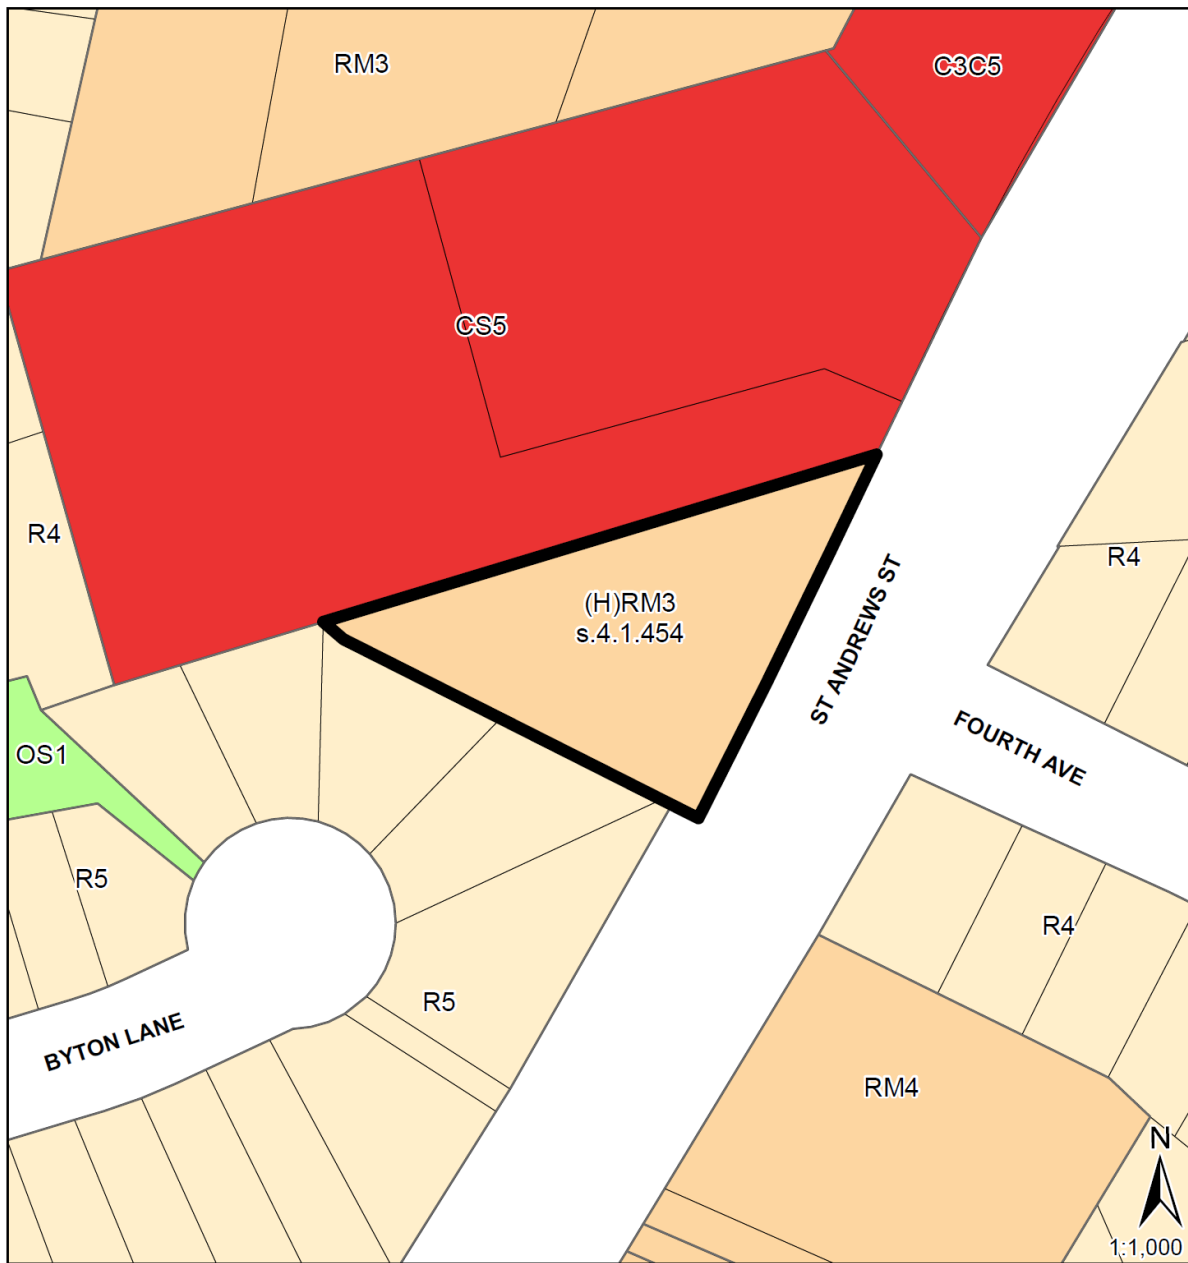 RM3
C3C5
CS5
R4
(H)RM3
s.4.1.454
R4
ST ANDREWS ST
FOURTH AVE
OS1
R5
R4
R5
BYTON LANE
RM4
N
1:1,000